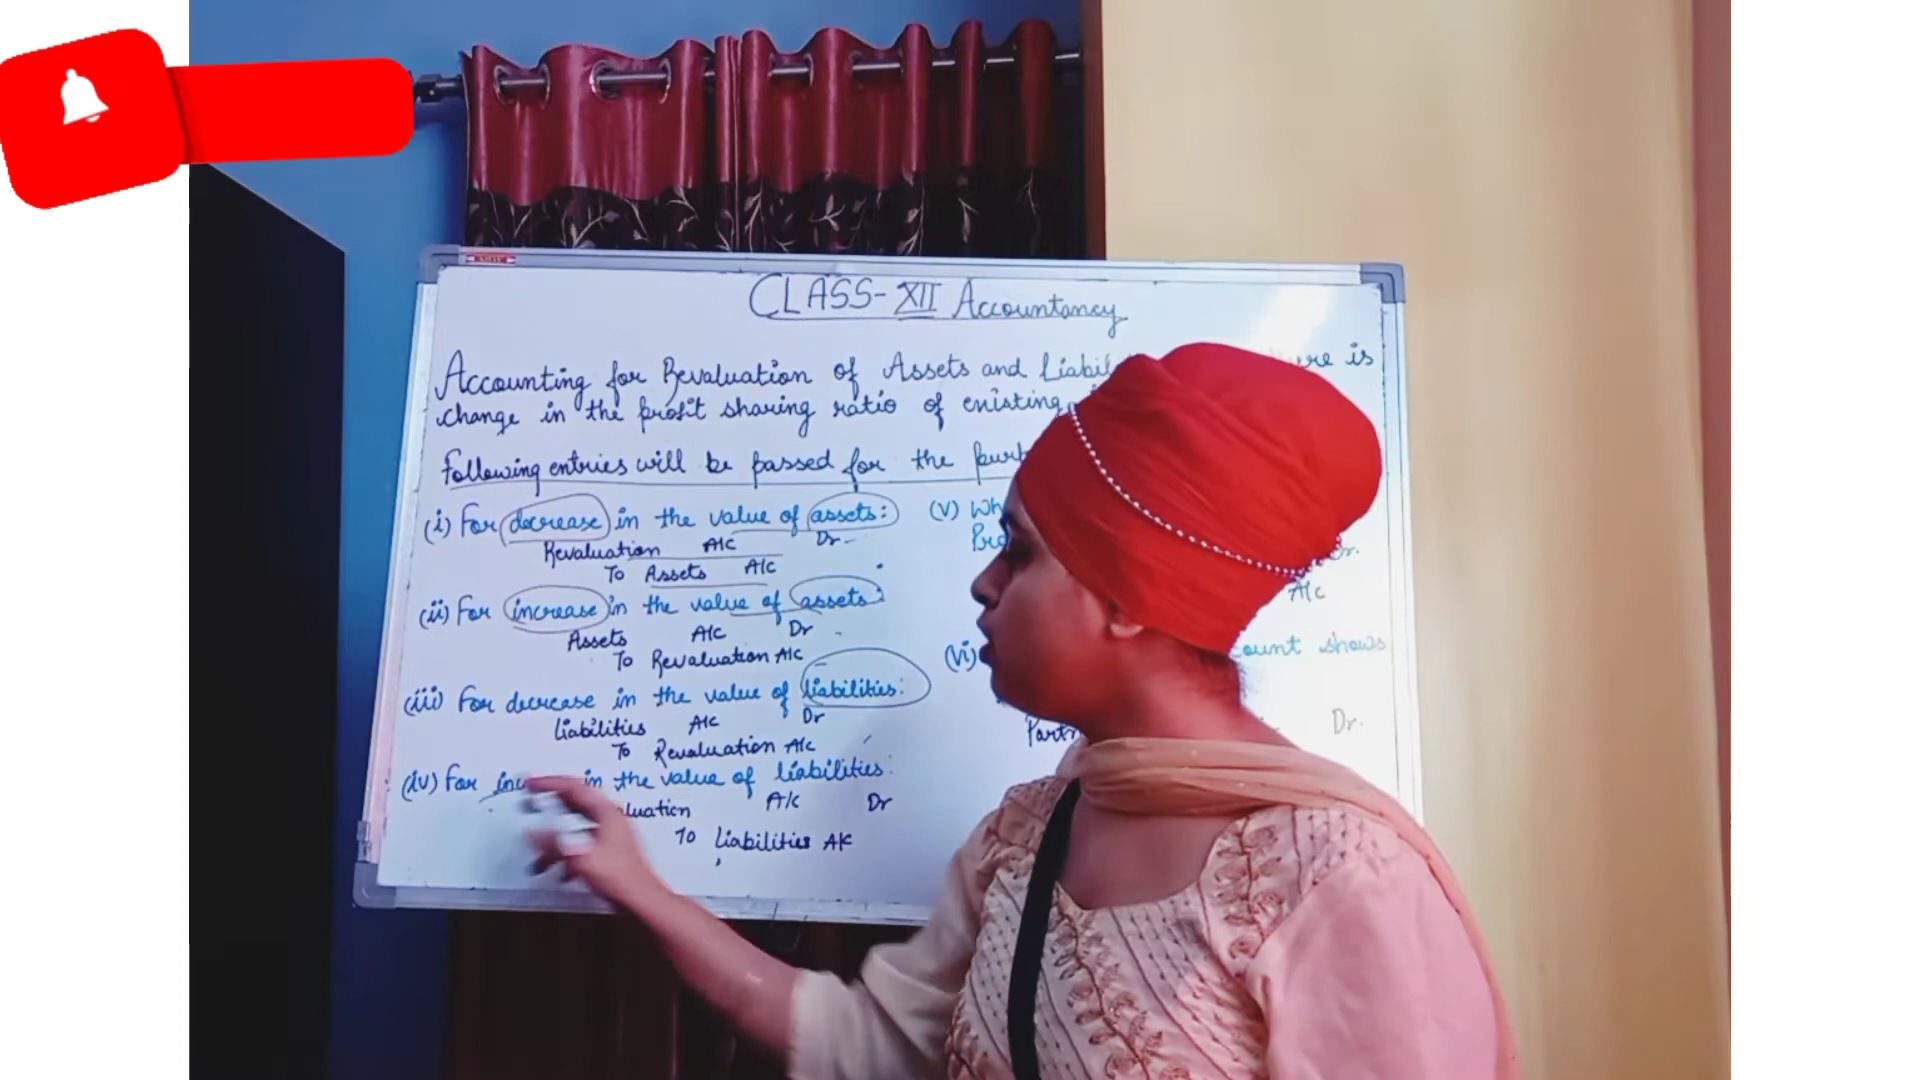 CLASS-XII Accountancy
Accounting for Revaluation of Assets and is
change in the profit sharing ratio of existing
Following entries will be passed for the
(i) For decrease in the value of assets:
Revaluation A/c Dr-
To Assets A/c
(ii) For increase in the value of assets:
Assets A/c Dr
To Revaluation A/c
(iii) For decrease in the value of liabilities:
Liabilities A/c Dr
To Revaluation A/c
(iv) For in the value of liabilities:
A/c Dr
To Liabilities A/c
(v)
Dr.
A/c
(vi) shows
Dr.